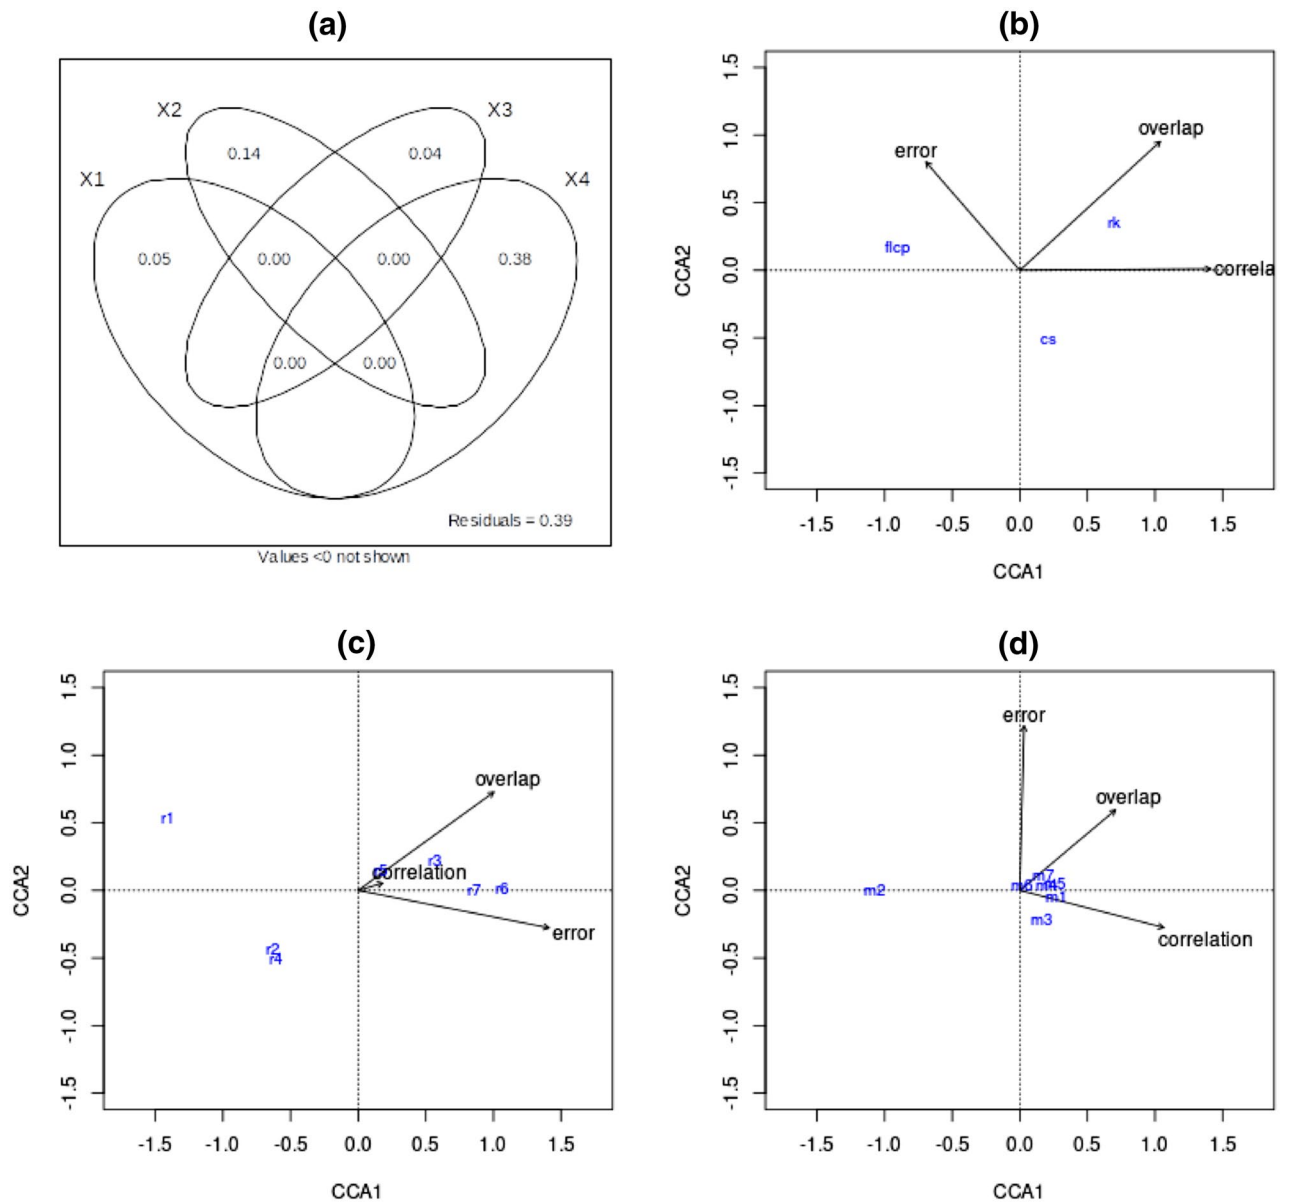 (a)
X2
X3
0.14
0.04
X1
X4
0.05
0.00
0.00
0.38
0.00
0.00
Residuals = 0.39
Values <0 not shown
(b)
1.5
1.0
0.5
0.0
-0.5
-1.0
-1.5
CCA2
error
overlap
rk
flcp
correla
cs
-1.5 -1.0 -0.5 0.0 0.5 1.0 1.5
CCA1
(c)
1.5
1.0
0.5
0.0
-0.5
-1.0
-1.5
CCA2
overlap
r1
r3
r5
correlation
r7
r6
error
r2
r4
-1.5 -1.0 -0.5 0.0 0.5 1.0 1.5
CCA1
(d)
1.5
1.0
0.5
0.0
-0.5
-1.0
-1.5
CCA2
error
overlap
m7
m2
m6
m4
m5
m1
m3
correlation
-1.5 -1.0 -0.5 0.0 0.5 1.0 1.5
CCA1